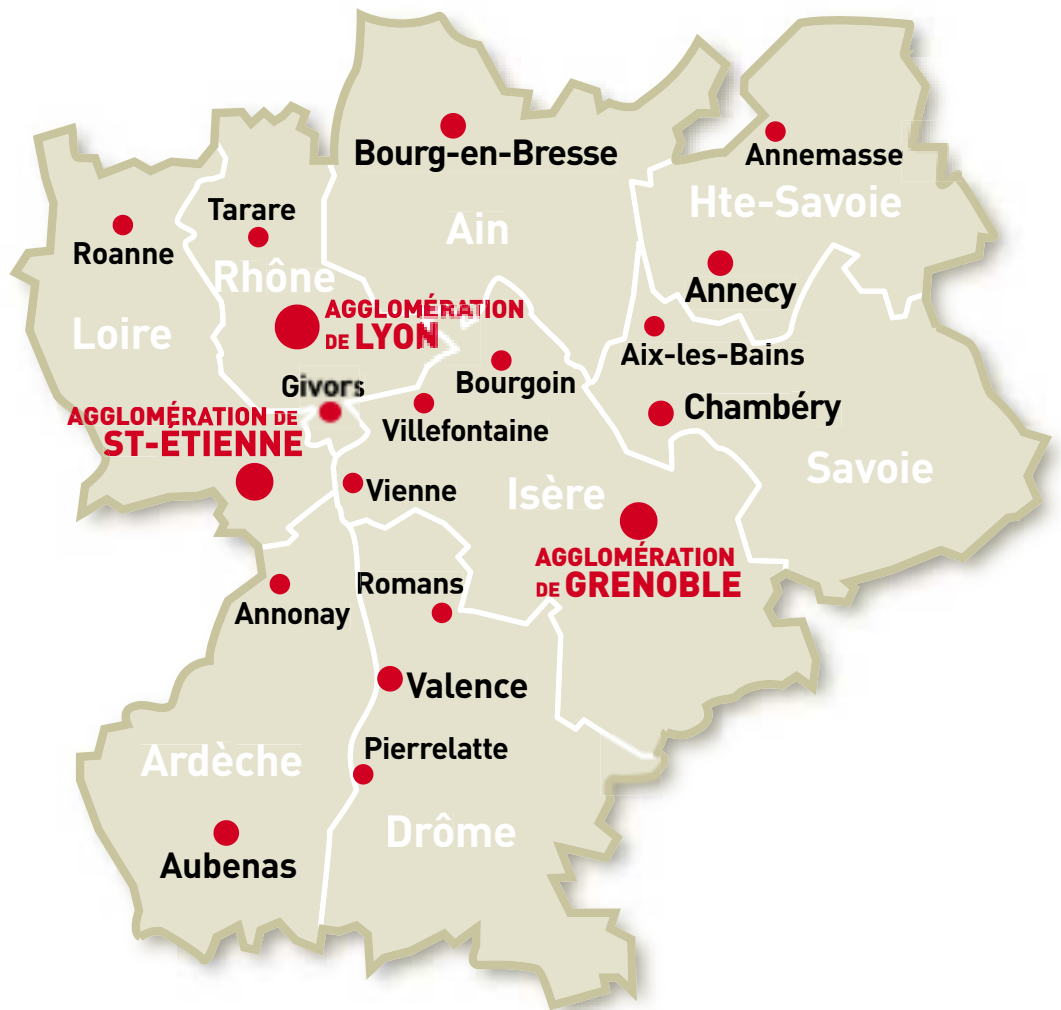 Bourg-en-Bresse
Annemasse
Hte-Savoie
Tarare
Ain
Roanne
Rhône
Annecy
AGGLOMÉRATION
DE LYON
Loire
Aix-les-Bains
Bourgoin
Givors
Chambéry
AGGLOMÉRATION DE
ST-ÉTIENNE
Villefontaine
Savoie
Vienne
Isère
AGGLOMÉRATION
DE GRENOBLE
Romans
Annonay
Valence
Pierrelatte
Ardèche
Drôme
Aubenas